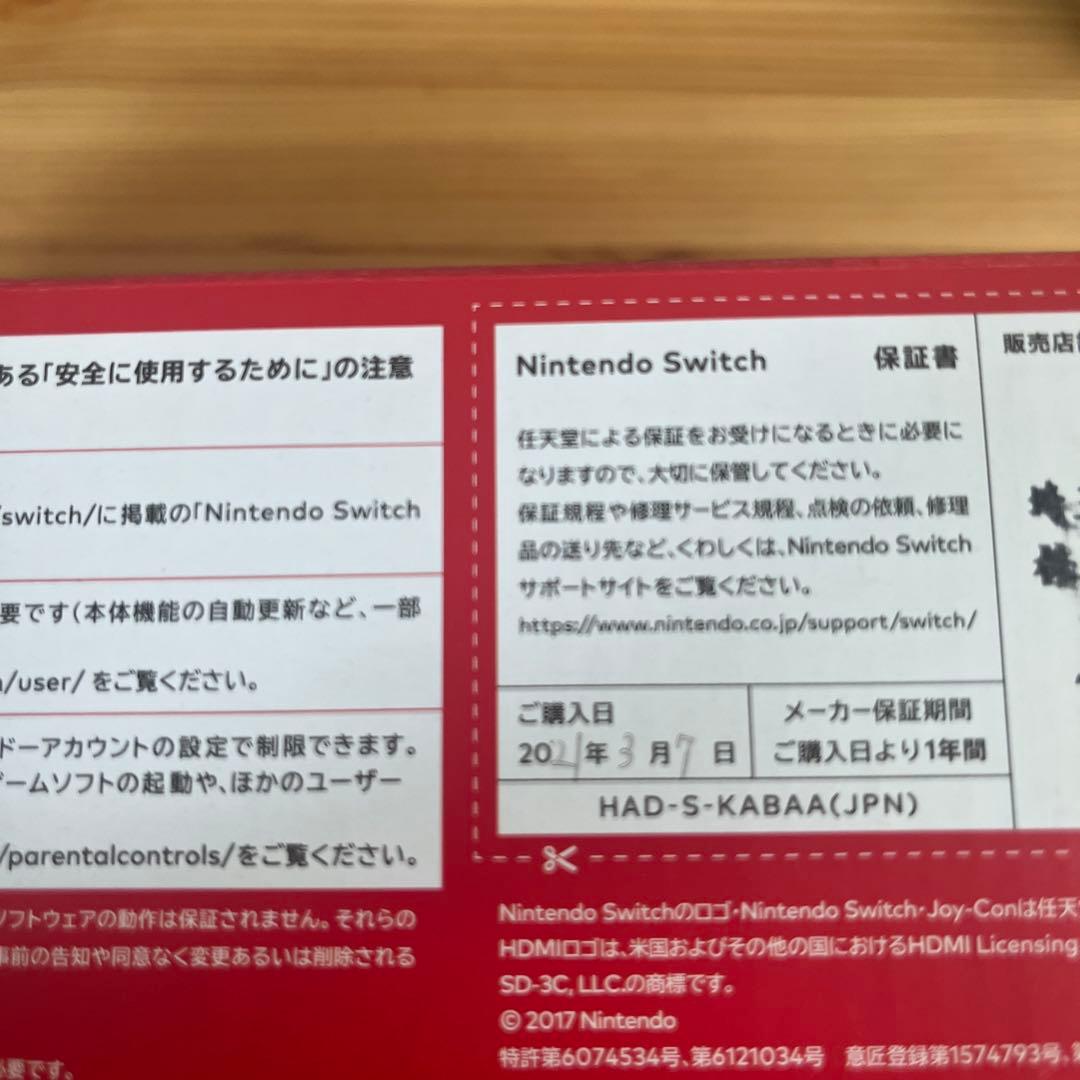 ある「安全に使用するために」の注意
switch/に掲載の「Nintendo Switch
要です(本体機能の自動更新など、一部
/user/ をご覧ください。
ドーアカウントの設定で制限できます。
ゲームソフトの起動や、ほかのユーザー
/parentalcontrols/をご覧ください。
ソフトウェアの動作は保証されません。それらの
事前の告知や同意なく変更あるいは削除される
必要です。
Nintendo Switch 保証書
任天堂による保証をお受けになるときに必要に
なりますので、大切に保管してください。
保証規程や修理サービス規程、点検の依頼、修理
品の送り先など、くわしくは、Nintendo Switch
サポートサイトをご覧ください。
https://www.nintendo.co.jp/support/switch/
ご購入日
2021年3月7日
メーカー保証期間
ご購入日より1年間
HAD-S-KABAA(JPN)
販売店
埼
Nintendo Switchのロゴ・Nintendo Switch・Joy-Conは任天
HDMIロゴは、米国およびその他の国におけるHDMI Licensing
SD-3C, LLC.の商標です。
© 2017 Nintendo
特許第6074534号、第6121034号 意匠登録第1574793号、